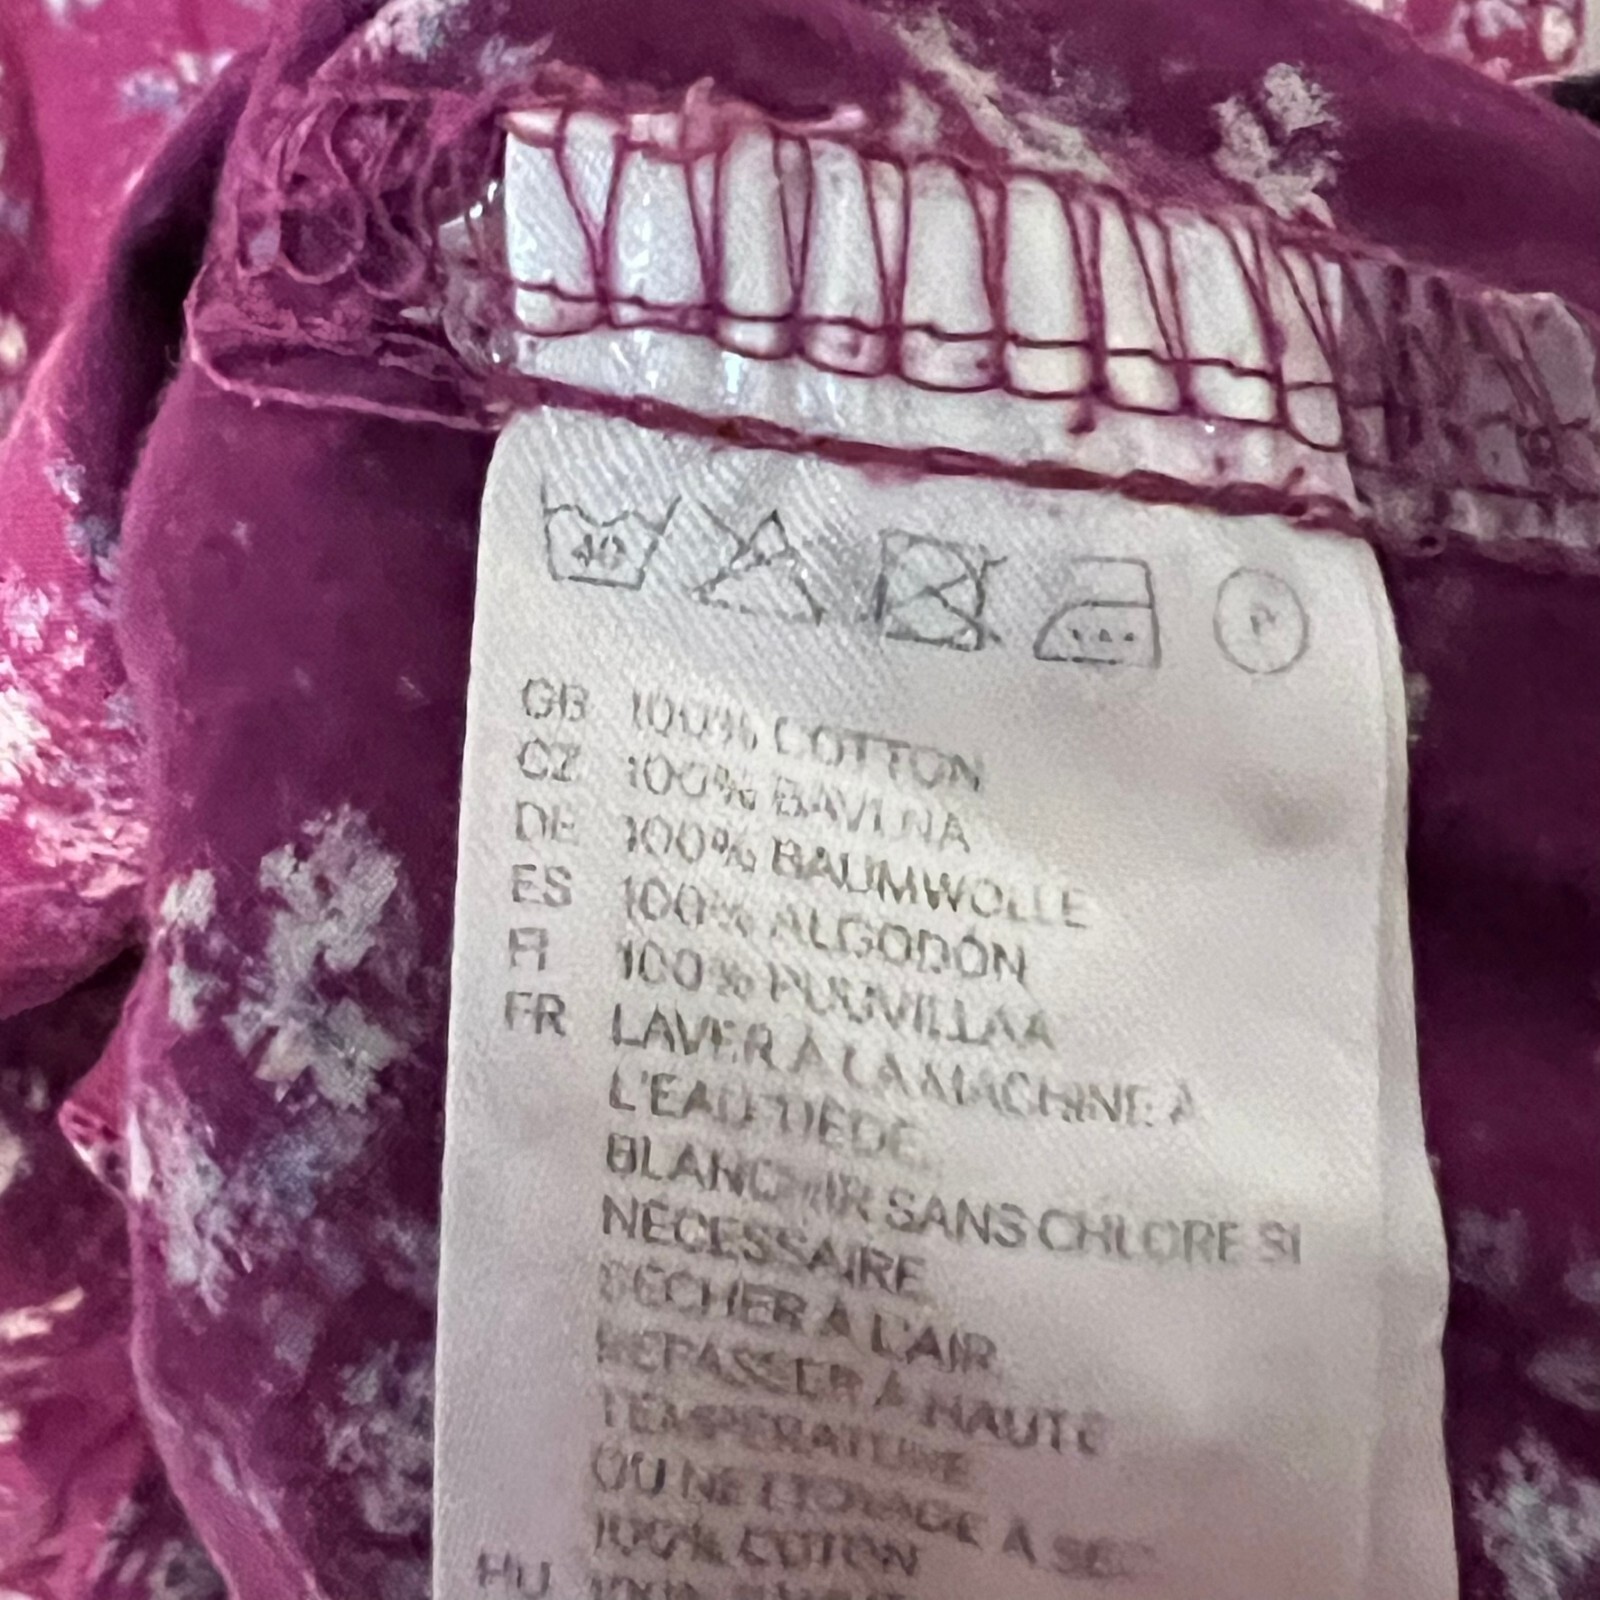 40
P
GB 100% COTTON
CZ 100% BAVLNA
DE 100% BAUMWOLLE
ES 100% ALGODÓN
FI 100% PUUVILLAA
FR LAVER À LA MACHINE À
L'EAU TIÈDE.
BLANCHIR SANS CHLORE SI
NÉCESSAIRE
SÉCHER À L'AIR
REPASSER À HAUTE
TEMPÉRATURE
OU NETTOYAGE À SEC
100% COTON
HU 100%